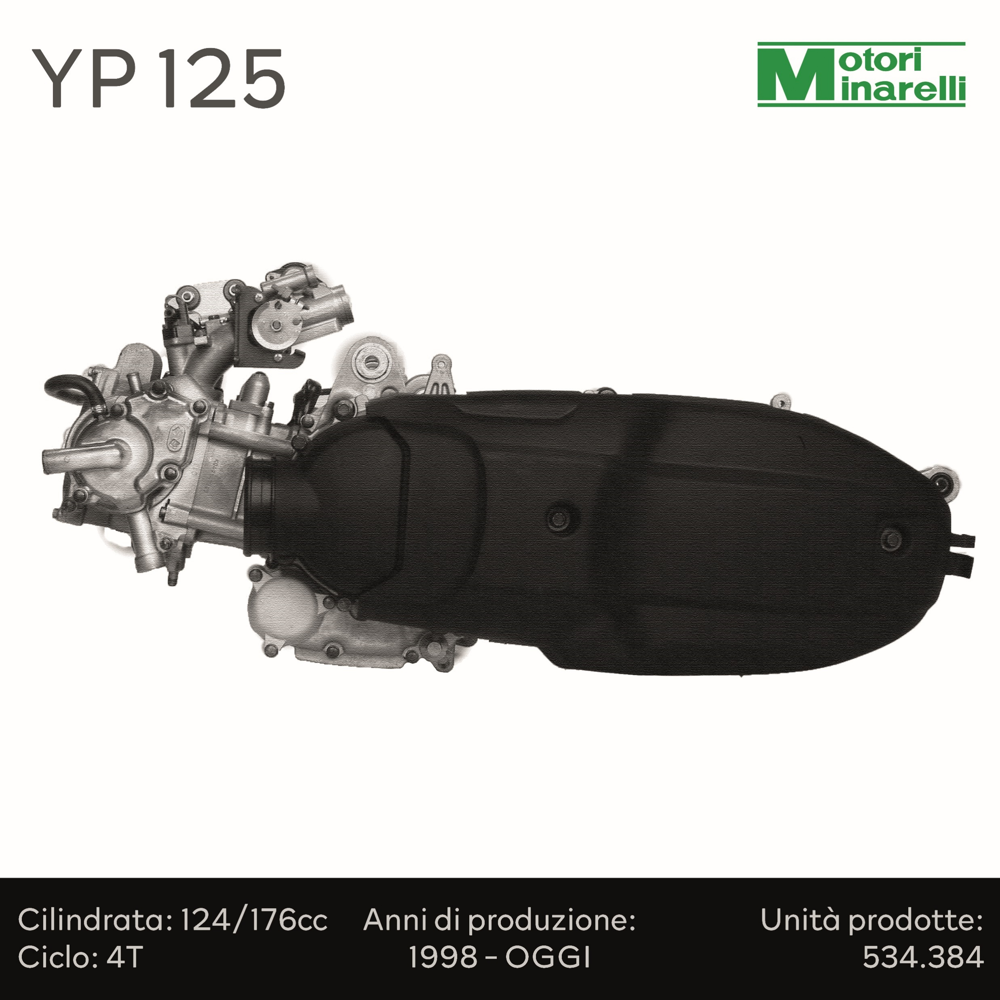 YP 125
Motori
Minarelli
Cilindrata: 124/176cc
Ciclo: 4T
Anni di produzione:
1998 - OGGI
Unità prodotte:
534.384